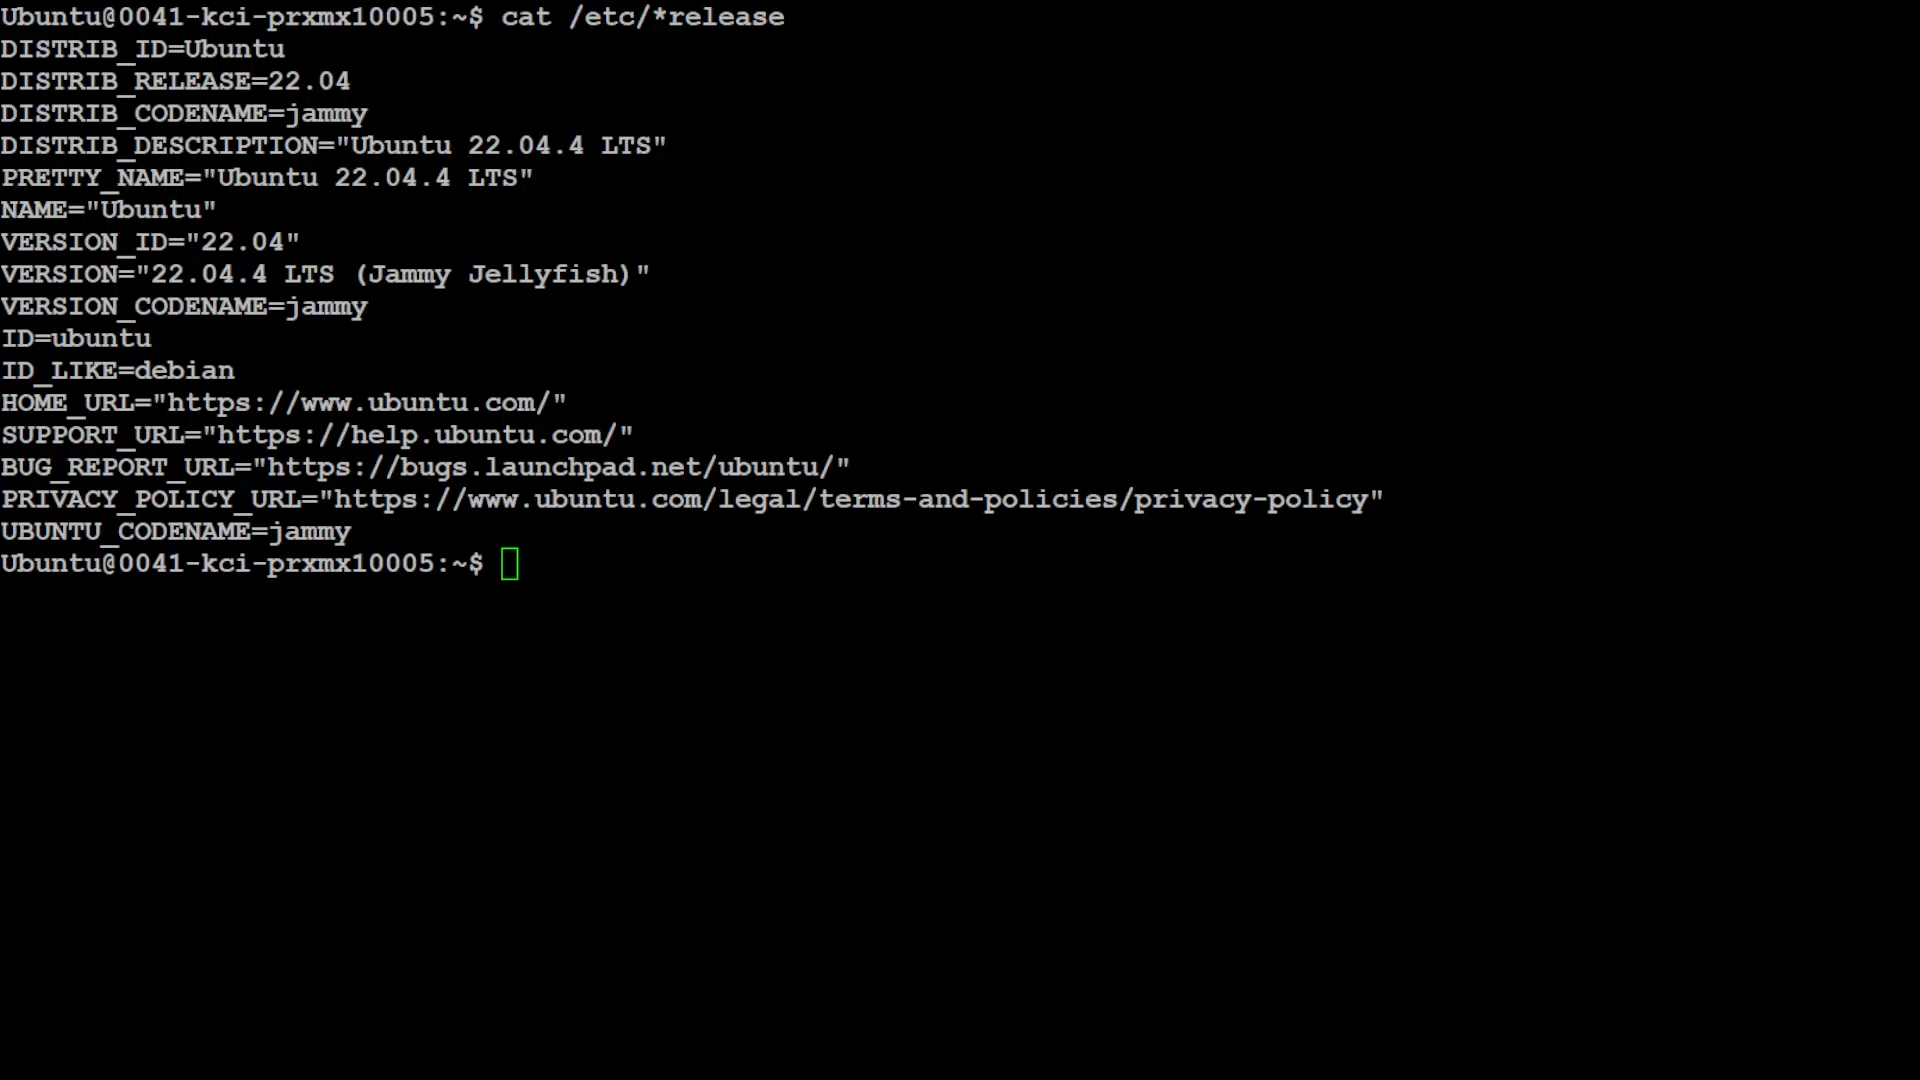 Ubuntu@0041-kci-prxmx10005:~$ cat /etc/*release
DISTRIB_ID=Ubuntu
DISTRIB_RELEASE=22.04
DISTRIB_CODENAME=jammy
DISTRIB_DESCRIPTION="Ubuntu 22.04.4 LTS"
PRETTY_NAME="Ubuntu 22.04.4 LTS"
NAME="Ubuntu"
VERSION_ID="22.04"
VERSION="22.04.4 LTS (Jammy Jellyfish)"
VERSION_CODENAME=jammy
ID=ubuntu
ID_LIKE=debian
HOME_URL="https://www.ubuntu.com/"
SUPPORT_URL="https://help.ubuntu.com/"
BUG_REPORT_URL="https://bugs.launchpad.net/ubuntu/"
PRIVACY_POLICY_URL="https://www.ubuntu.com/legal/terms-and-policies/privacy-policy"
UBUNTU_CODENAME=jammy
Ubuntu@0041-kci-prxmx10005:~$